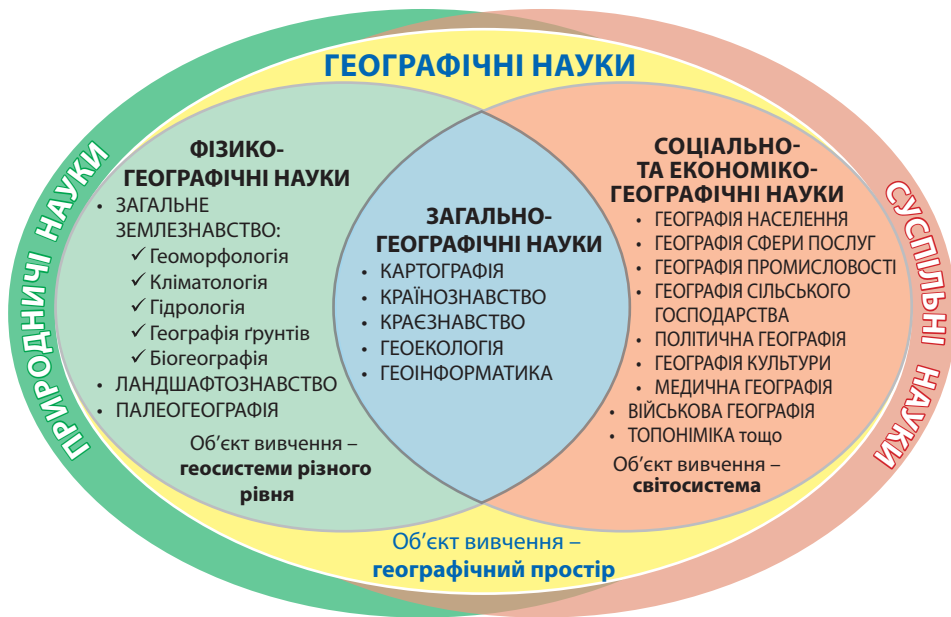 ГЕОГРАФІЧНІ НАУКИ
ПРИРОДНИЧІ НАУКИ
ФІЗИКО-
ГЕОГРАФІЧНІ НАУКИ
• ЗАГАЛЬНЕ
ЗЕМЛЕЗНАВСТВО:
✓ Геоморфологія
✓ Кліматологія
✓ Гідрологія
✓ Географія ґрунтів
✓ Біогеографія
• ЛАНДШАФТОЗНАВСТВО
• ПАЛЕОГЕОГРАФІЯ
Об’єкт вивчення –
геосистеми різного
рівня
ЗАГАЛЬНО-
ГЕОГРАФІЧНІ НАУКИ
• КАРТОГРАФІЯ
• КРАЇНОЗНАВСТВО
• КРАЄЗНАВСТВО
• ГЕОЕКОЛОГІЯ
• ГЕОІНФОРМАТИКА
СОЦІАЛЬНО-
ТА ЕКОНОМІКО-
ГЕОГРАФІЧНІ НАУКИ
• ГЕОГРАФІЯ НАСЕЛЕННЯ
• ГЕОГРАФІЯ СФЕРИ ПОСЛУГ
• ГЕОГРАФІЯ ПРОМИСЛОВОСТІ
• ГЕОГРАФІЯ СІЛЬСЬКОГО
ГОСПОДАРСТВА
• ПОЛІТИЧНА ГЕОГРАФІЯ
• ГЕОГРАФІЯ КУЛЬТУРИ
• МЕДИЧНА ГЕОГРАФІЯ
• ВІЙСЬКОВА ГЕОГРАФІЯ
• ТОПОНІМІКА тощо
Об’єкт вивчення –
світосистема
СУСПІЛЬНІ НАУКИ
Об’єкт вивчення –
географічний простір